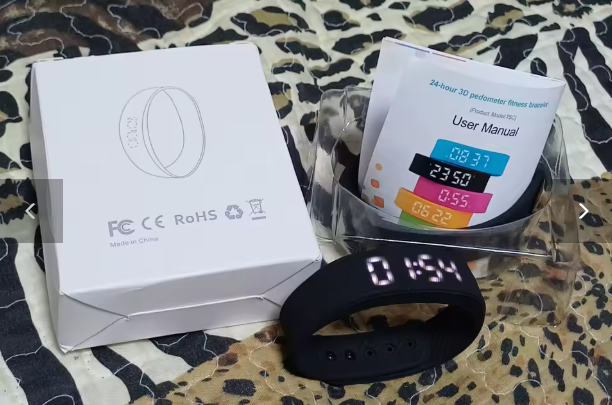 FC CE RoHS
Made in China
24-hour 3D pedometer fitness bracelet
User Manual
08 37
23 50
0:55
06 22
01:54